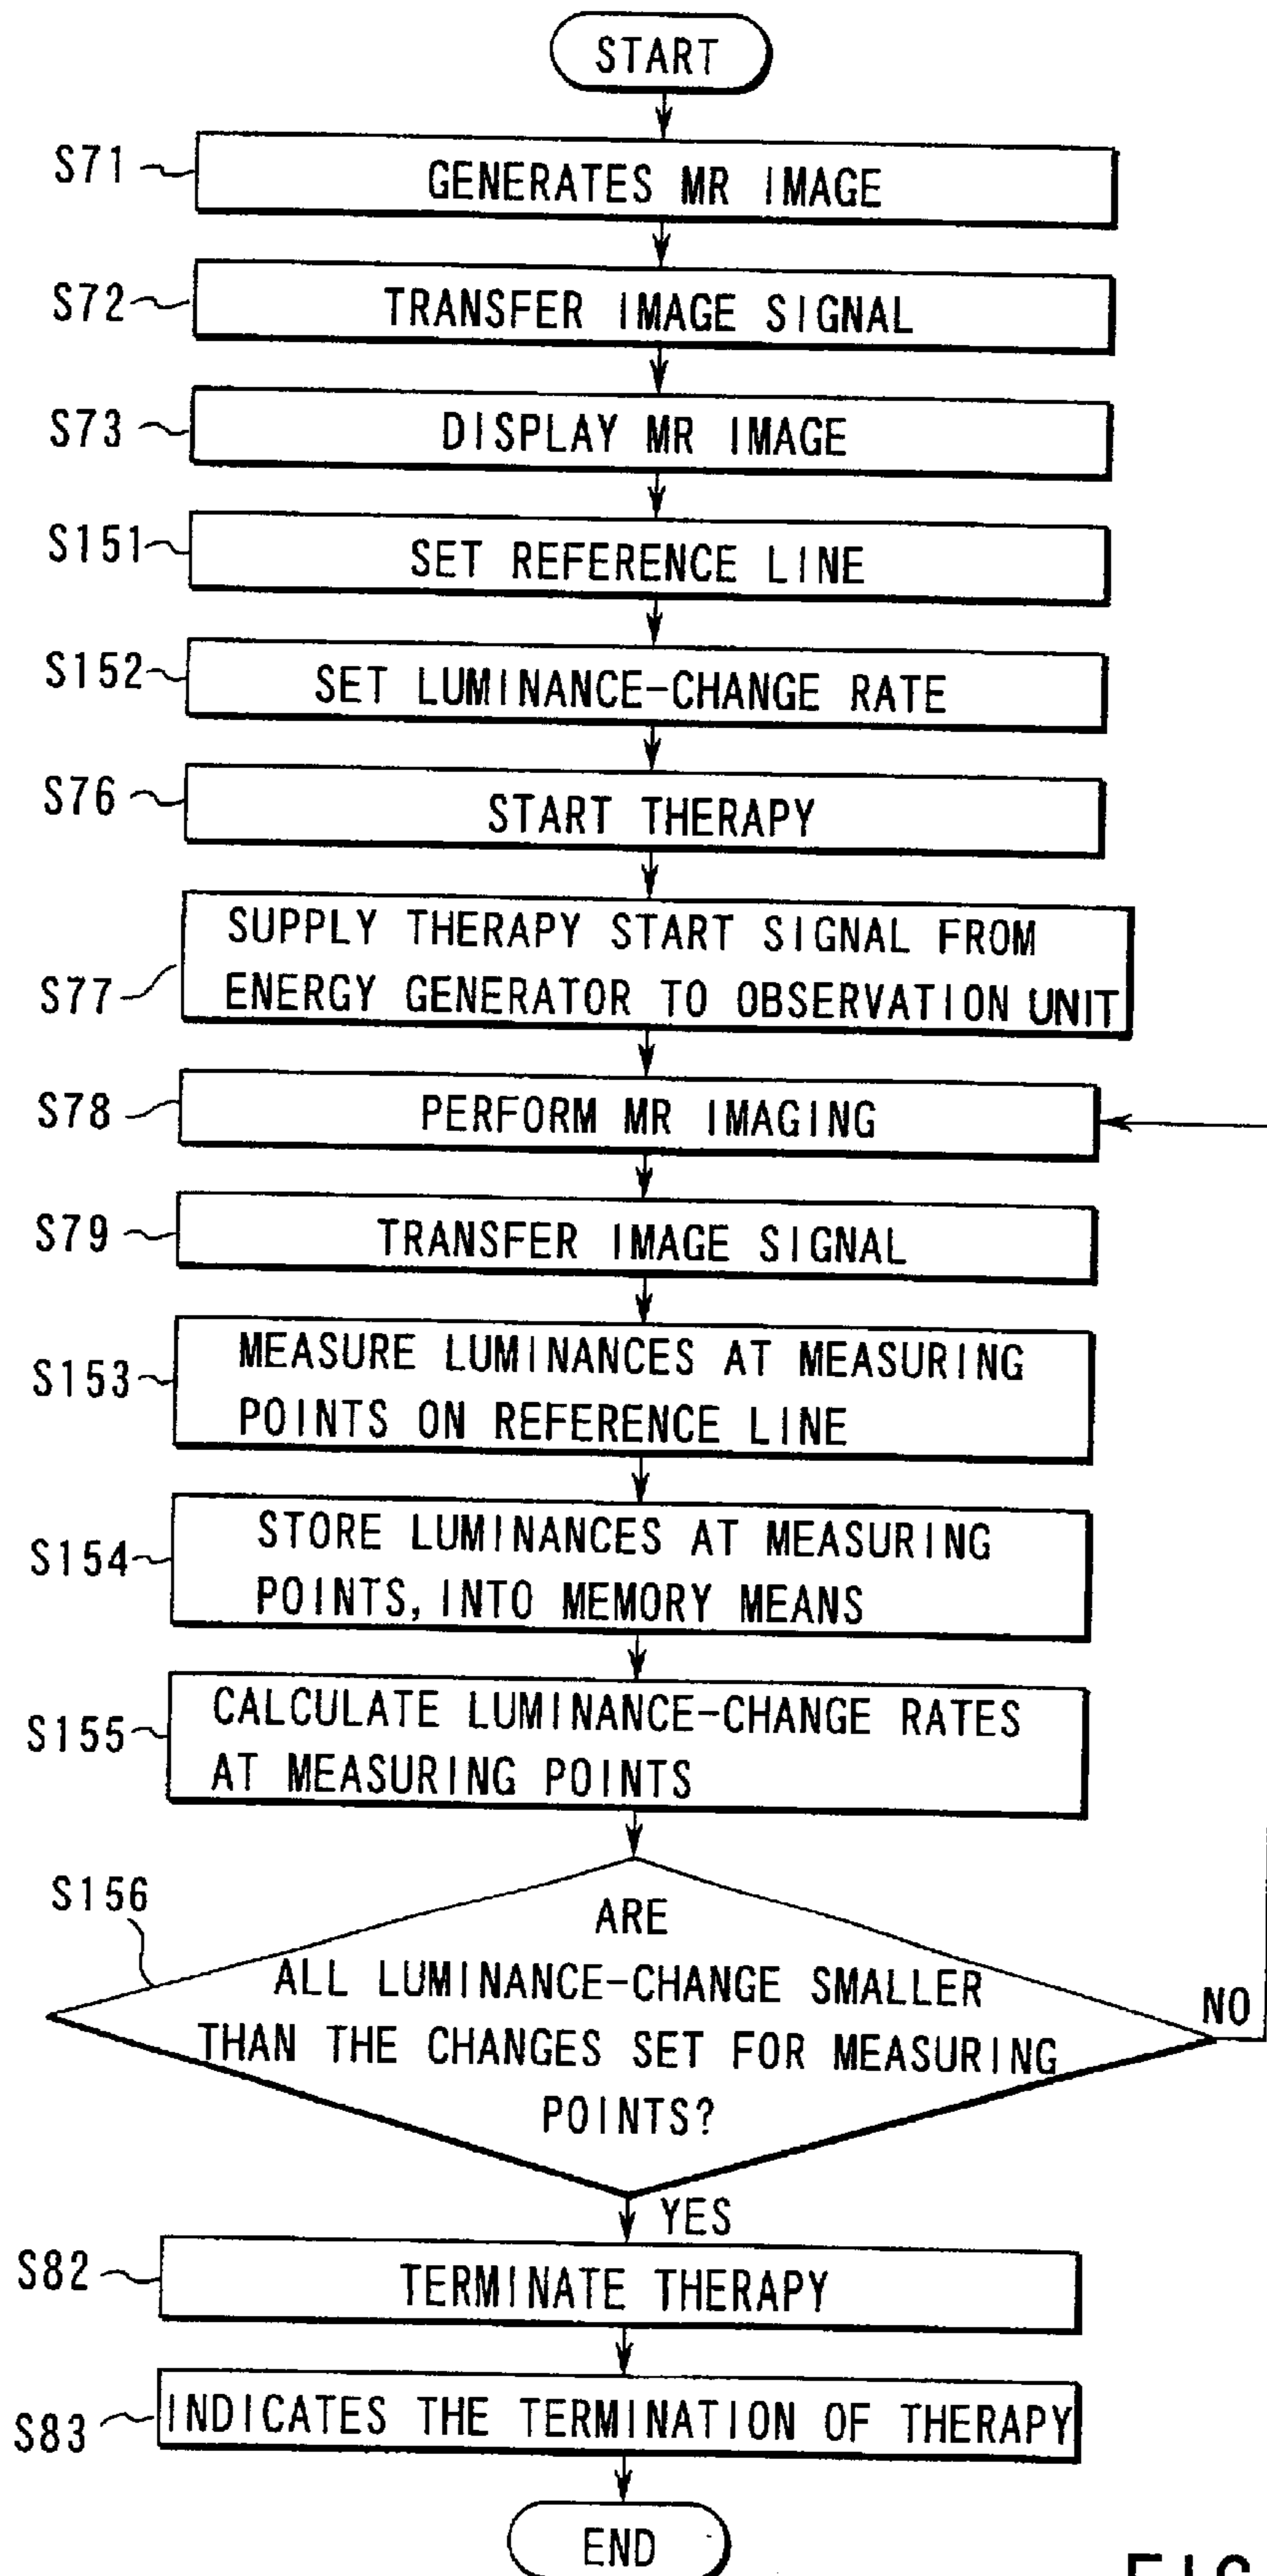 START
S71
GENERATES MR IMAGE
S72
TRANSFER IMAGE SIGNAL
S73
DISPLAY MR IMAGE
S151
SET REFERENCE LINE
S152
SET LUMINANCE-CHANGE RATE
S76
START THERAPY
S77
SUPPLY THERAPY START SIGNAL FROM
ENERGY GENERATOR TO OBSERVATION UNIT
S78
PERFORM MR IMAGING
S79
TRANSFER IMAGE SIGNAL
S153
MEASURE LUMINANCES AT MEASURING
POINTS ON REFERENCE LINE
S154
STORE LUMINANCES AT MEASURING
POINTS, INTO MEMORY MEANS
S155
CALCULATE LUMINANCE-CHANGE RATES
AT MEASURING POINTS
S156
ARE
ALL LUMINANCE-CHANGE SMALLER
THAN THE CHANGES SET FOR MEASURING
POINTS?
NO
YES
S82
TERMINATE THERAPY
S83
INDICATES THE TERMINATION OF THERAPY
END